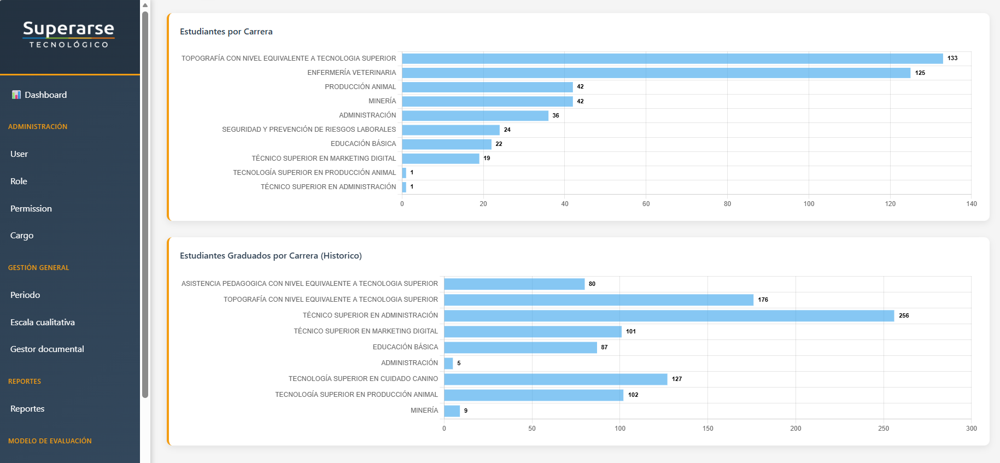 Superarse
TECNOLÓGICO
Dashboard
ADMINISTRACIÓN
User
Role
Permission
Cargo
GESTIÓN GENERAL
Periodo
Escala cualitativa
Gestor documental
REPORTES
Reportes
MODELO DE EVALUACIÓN
Estudiantes por Carrera
TOPOGRAFÍA CON NIVEL EQUIVALENTE A TECNOLOGIA SUPERIOR 133
ENFERMERÍA VETERINARIA 125
PRODUCCIÓN ANIMAL 42
MINERÍA 42
ADMINISTRACIÓN 36
SEGURIDAD Y PREVENCIÓN DE RIESGOS LABORALES 24
EDUCACIÓN BÁSICA 22
TÉCNICO SUPERIOR EN MARKETING DIGITAL 19
TECNOLOGÍA SUPERIOR EN PRODUCCIÓN ANIMAL 1
TÉCNICO SUPERIOR EN ADMINISTRACIÓN 1
0 20 40 60 80 100 120 140
Estudiantes Graduados por Carrera (Historico)
ASISTENCIA PEDAGOGICA CON NIVEL EQUIVALENTE A TECNOLOGIA SUPERIOR 80
TOPOGRAFÍA CON NIVEL EQUIVALENTE A TECNOLOGIA SUPERIOR 176
TÉCNICO SUPERIOR EN ADMINISTRACIÓN 256
TÉCNICO SUPERIOR EN MARKETING DIGITAL 101
EDUCACIÓN BÁSICA 87
ADMINISTRACIÓN 5
TECNOLOGÍA SUPERIOR EN CUIDADO CANINO 127
TECNOLOGÍA SUPERIOR EN PRODUCCIÓN ANIMAL 102
MINERÍA 9
0 50 100 150 200 250 300